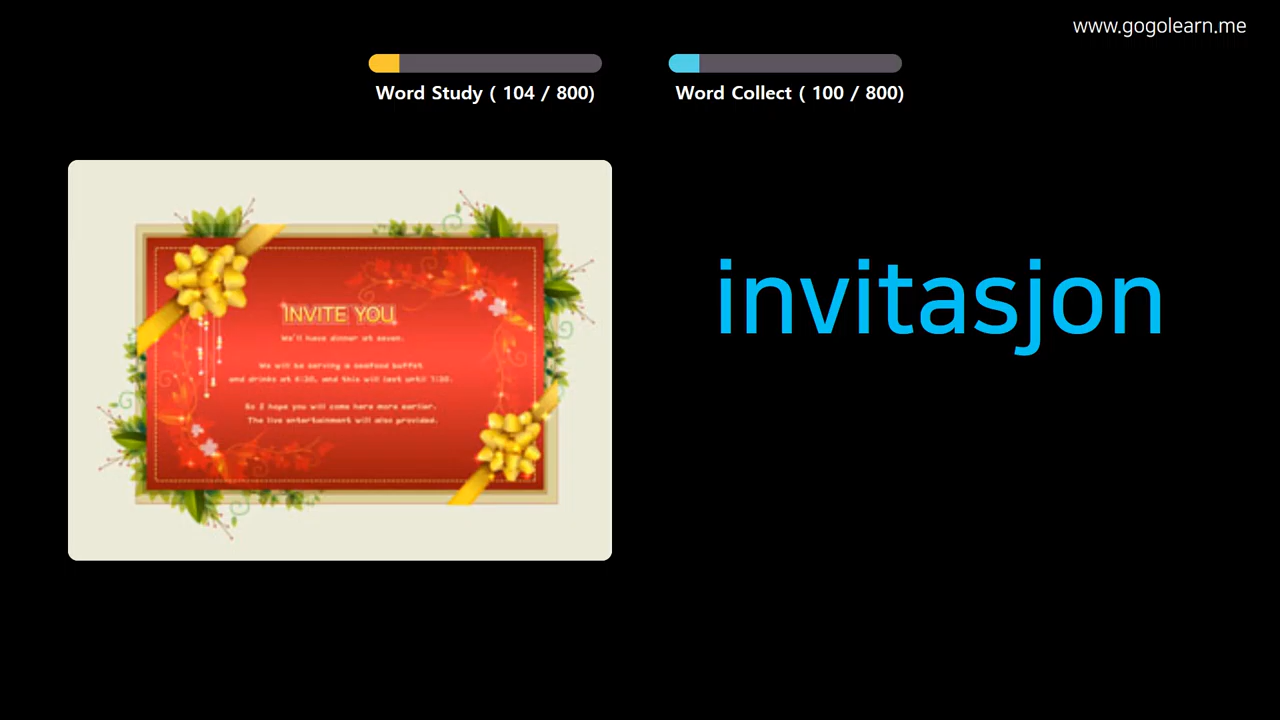 www.gogolearn.me
Word Study ( 104 / 800)
Word Collect ( 100 / 800)
INVITE YOU
We'll have dinner at seven.
We will be serving a seafood buffet
and drinks at 6:30, and this will last until 1:30.
So I hope you will come here more earlier.
The live entertainment will also provided.
invitasjon